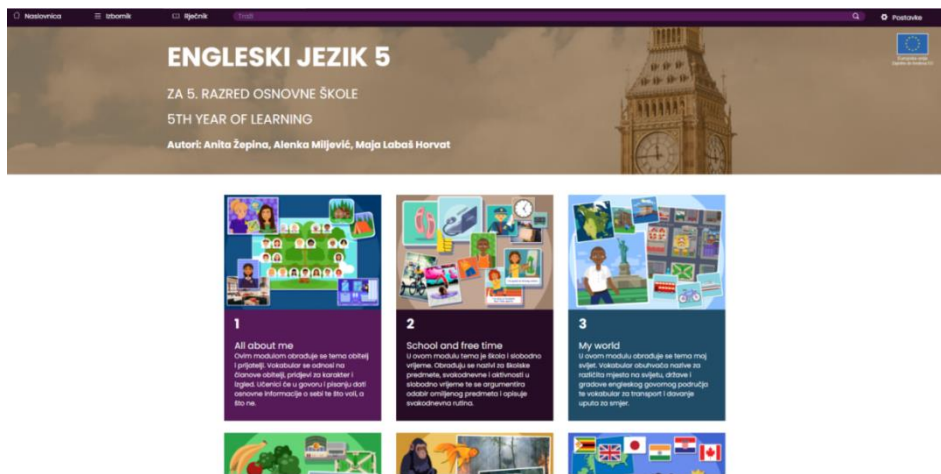 Naslovnica
Izbornik
Rječnik
Traži
Postavke
ENGLESKI JEZIK 5
ZA 5. RAZRED OSNOVNE ŠKOLE
5TH YEAR OF LEARNING
Autori: Anita Žepina, Alenka Miljević, Maja Labaš Horvat
1
All about me
Ovim modulom obrađuje se tema obitelj
i prijatelji. Vokabular se odnosi na
članove obitelji, pridjevi za karakter i
izgled. Učenici će u govoru i pisanju dati
osnovne informacije o sebi te što voli, a
što ne.
2
School and free time
U ovom modulu tema je škola i slobodno
vrijeme. Obrađuju se nazivi za školske
predmete, svakodnevne i aktivnosti u
slobodno vrijeme te se argumentira
odabir omiljenog predmeta i opisuje
svakodnevna rutina.
3
My world
U ovom modulu obrađuje se tema moj
svijet. Vokabular obuhvaća nazive za
različita mjesta na svijetu, države i
gradove engleskog govornog područja
te vokabular za transport i davanje
uputa za smjer.